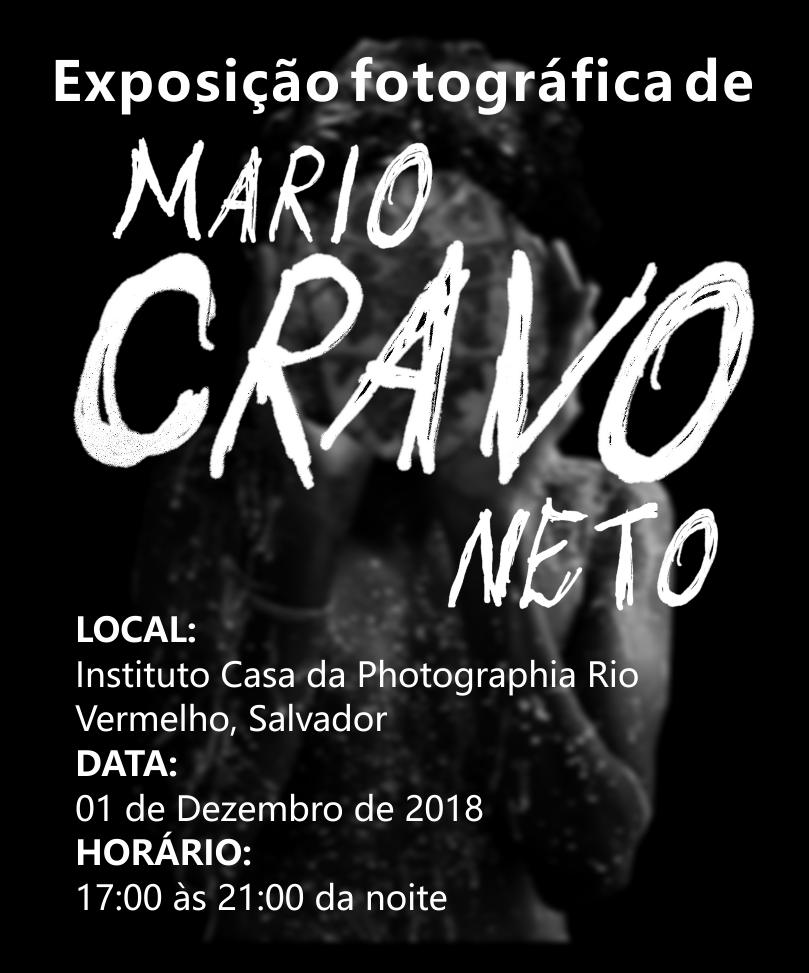 Exposição fotográfica de
MARIO
CRAVO
NETO
LOCAL:
Instituto Casa da Photographia Rio
Vermelho, Salvador
DATA:
01 de Dezembro de 2018
HORÁRIO:
17:00 às 21:00 da noite